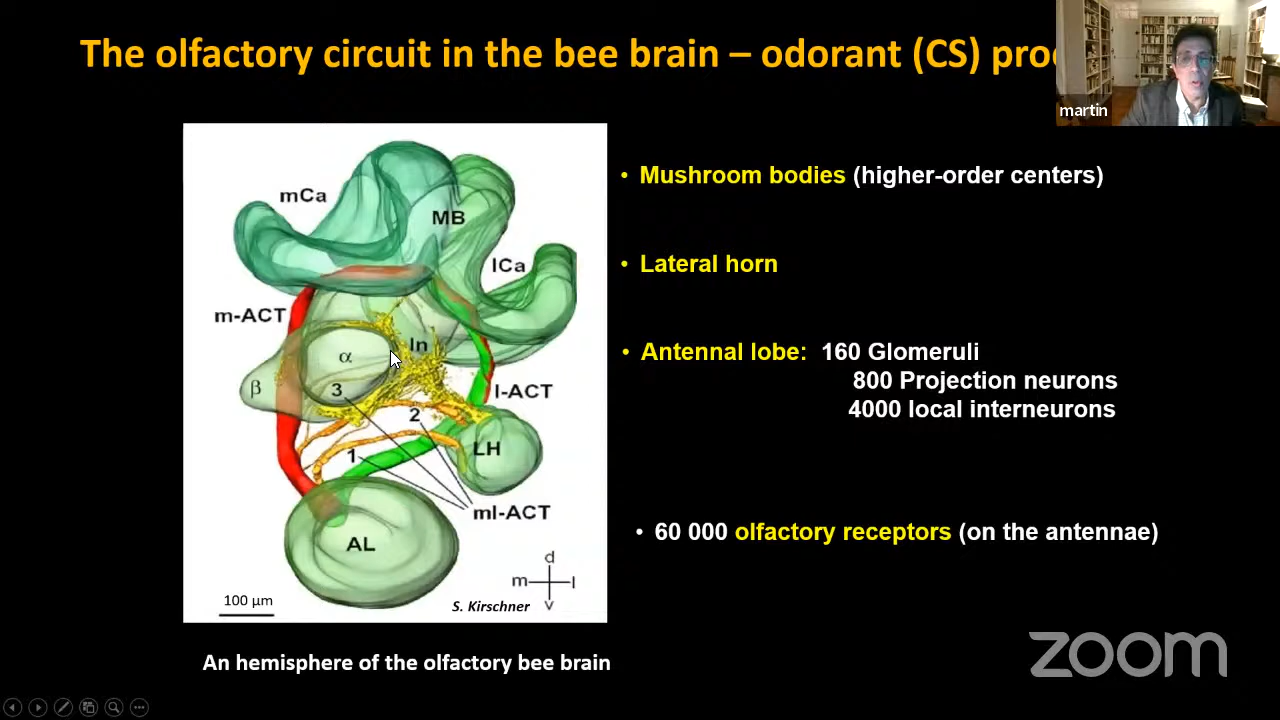 The olfactory circuit in the bee brain – odorant (CS)
martin
mCa
MB
lCa
m-ACT
α
In
β
3
l-ACT
2
LH
1
ml-ACT
AL
d
m
l
v
100 μm
S. Kirschner
An hemisphere of the olfactory bee brain
• Mushroom bodies (higher-order centers)
• Lateral horn
• Antennal lobe: 160 Glomeruli
800 Projection neurons
4000 local interneurons
• 60 000 olfactory receptors (on the antennae)
zoom